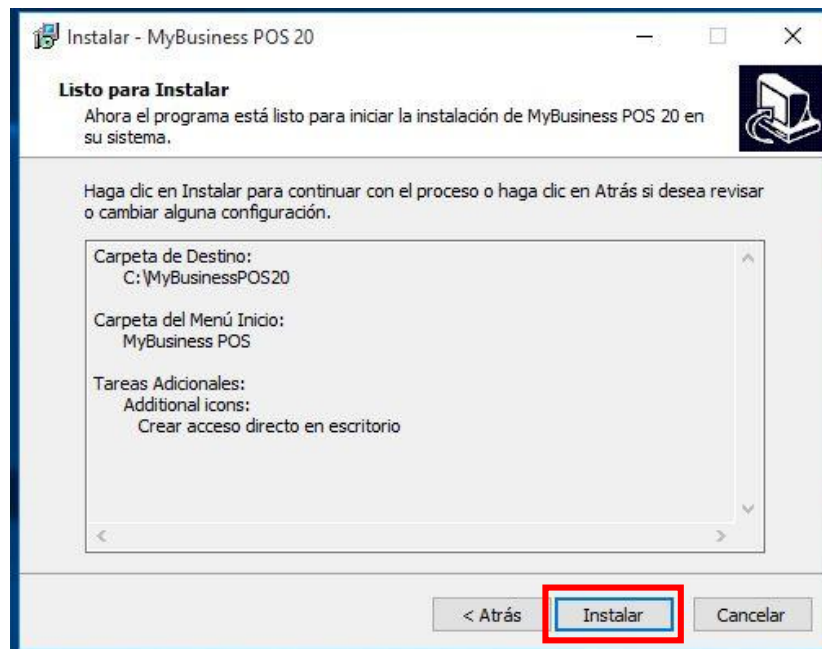 Instalar - MyBusiness POS 20
Listo para Instalar
Ahora el programa está listo para iniciar la instalación de MyBusiness POS 20 en
su sistema.
Haga clic en Instalar para continuar con el proceso o haga clic en Atrás si desea revisar
o cambiar alguna configuración.
Carpeta de Destino:
C:\MyBusinessPOS20
Carpeta del Menú Inicio:
MyBusiness POS
Tareas Adicionales:
Additional icons:
Crear acceso directo en escritorio
< Atrás
Instalar
Cancelar